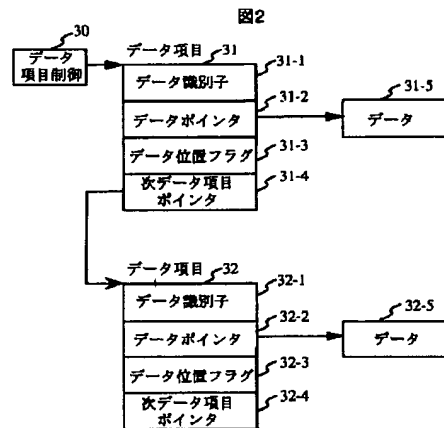 図2
30
データ
項目制御
データ項目 31
データ識別子
31-1
データポインタ
31-2
データ位置フラグ
31-3
次データ項目
ポインタ
31-4
31-5
データ
データ項目 32
データ識別子
32-1
データポインタ
32-2
データ位置フラグ
32-3
次データ項目
ポインタ
32-4
32-5
データ